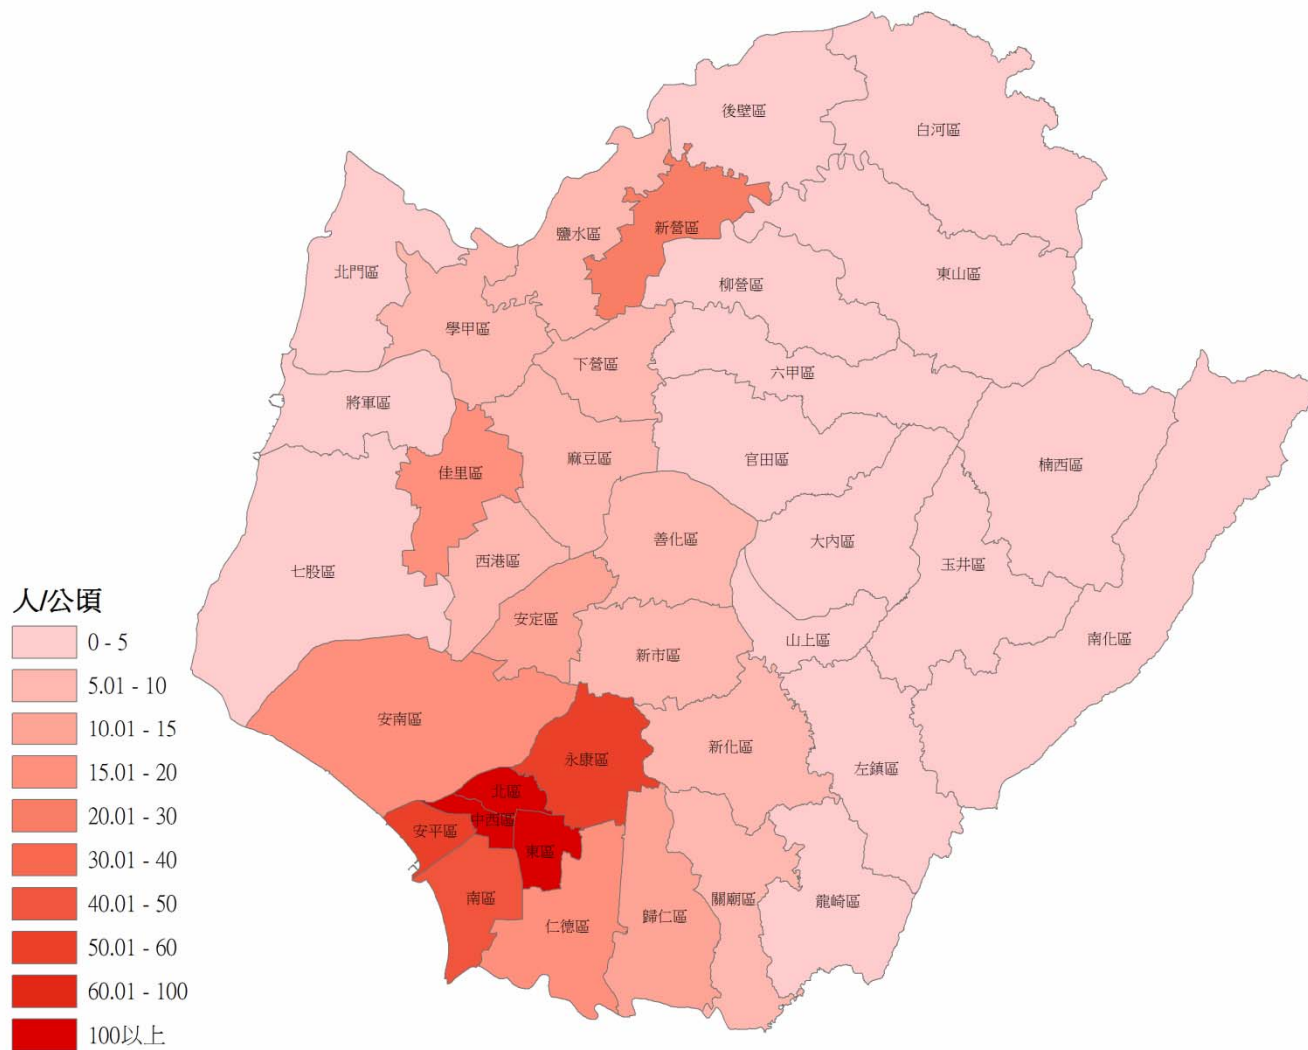 後壁區
白河區
鹽水區
新營區
北門區
東山區
柳營區
學甲區
下營區
六甲區
將軍區
佳里區
麻豆區
官田區
楠西區
善化區
大內區
西港區
玉井區
七股區
安定區
山上區
南化區
新市區
安南區
新化區
永康區
左鎮區
北區
中西區
安平區
東區
南區
關廟區
龍崎區
歸仁區
仁德區
人/公頃
0 - 5
5.01 - 10
10.01 - 15
15.01 - 20
20.01 - 30
30.01 - 40
40.01 - 50
50.01 - 60
60.01 - 100
100以上